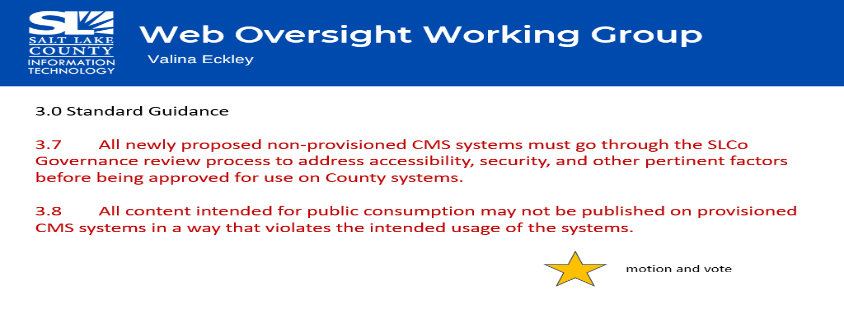 SL
SALT LAKE
COUNTY
INFORMATION
TECHNOLOGY
Web Oversight Working Group
Valina Eckley
3.0 Standard Guidance
3.7 All newly proposed non-provisioned CMS systems must go through the SLCo
Governance review process to address accessibility, security, and other pertinent factors
before being approved for use on County systems.
3.8 All content intended for public consumption may not be published on provisioned
CMS systems in a way that violates the intended usage of the systems.
motion and vote